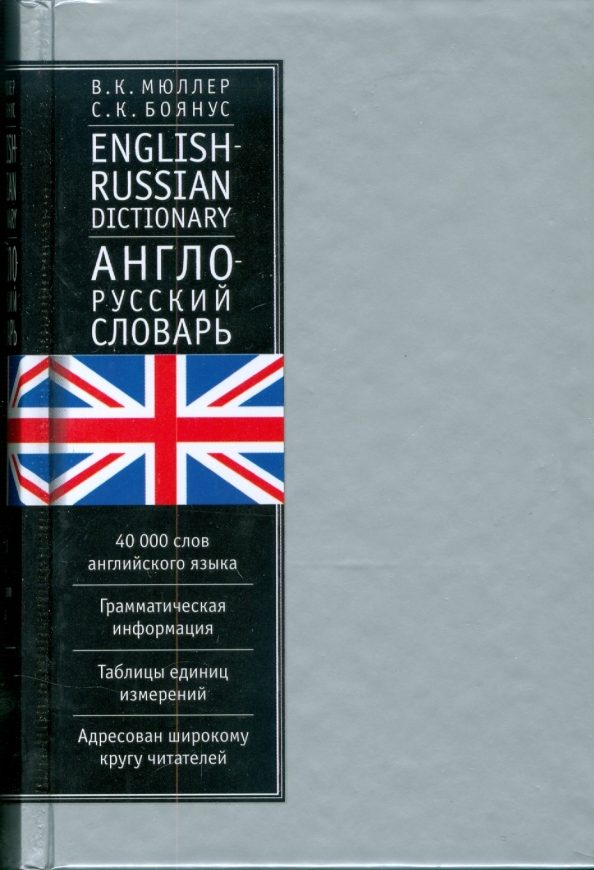 В.К. МЮЛЛЕР
С.К. БОЯНУС
ENGLISH-
RUSSIAN
DICTIONARY
АНГЛО-
РУССКИЙ
СЛОВАРЬ
40 000 слов
английского языка
Грамматическая
информация
Таблицы единиц
измерений
Адресован широкому
кругу читателей